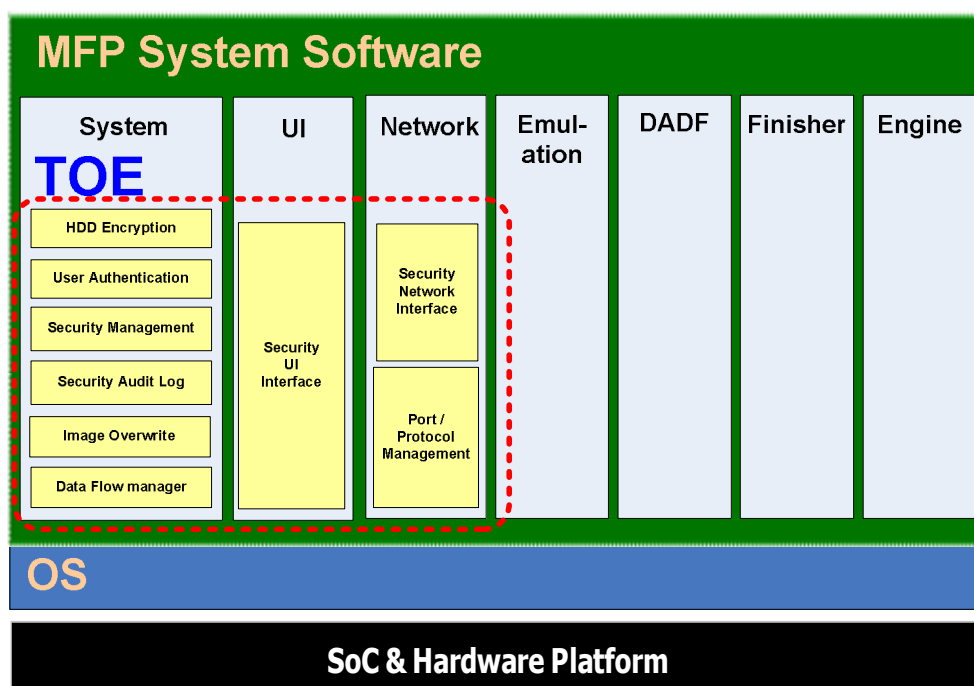 MFP System Software
System
TOE
HDD Encryption
User Authentication
Security Management
Security Audit Log
Image Overwrite
Data Flow manager
UI
Security
UI
Interface
Network
Security
Network
Interface
Port /
Protocol
Management
Emul-
ation
DADF
Finisher
Engine
OS
SoC & Hardware Platform